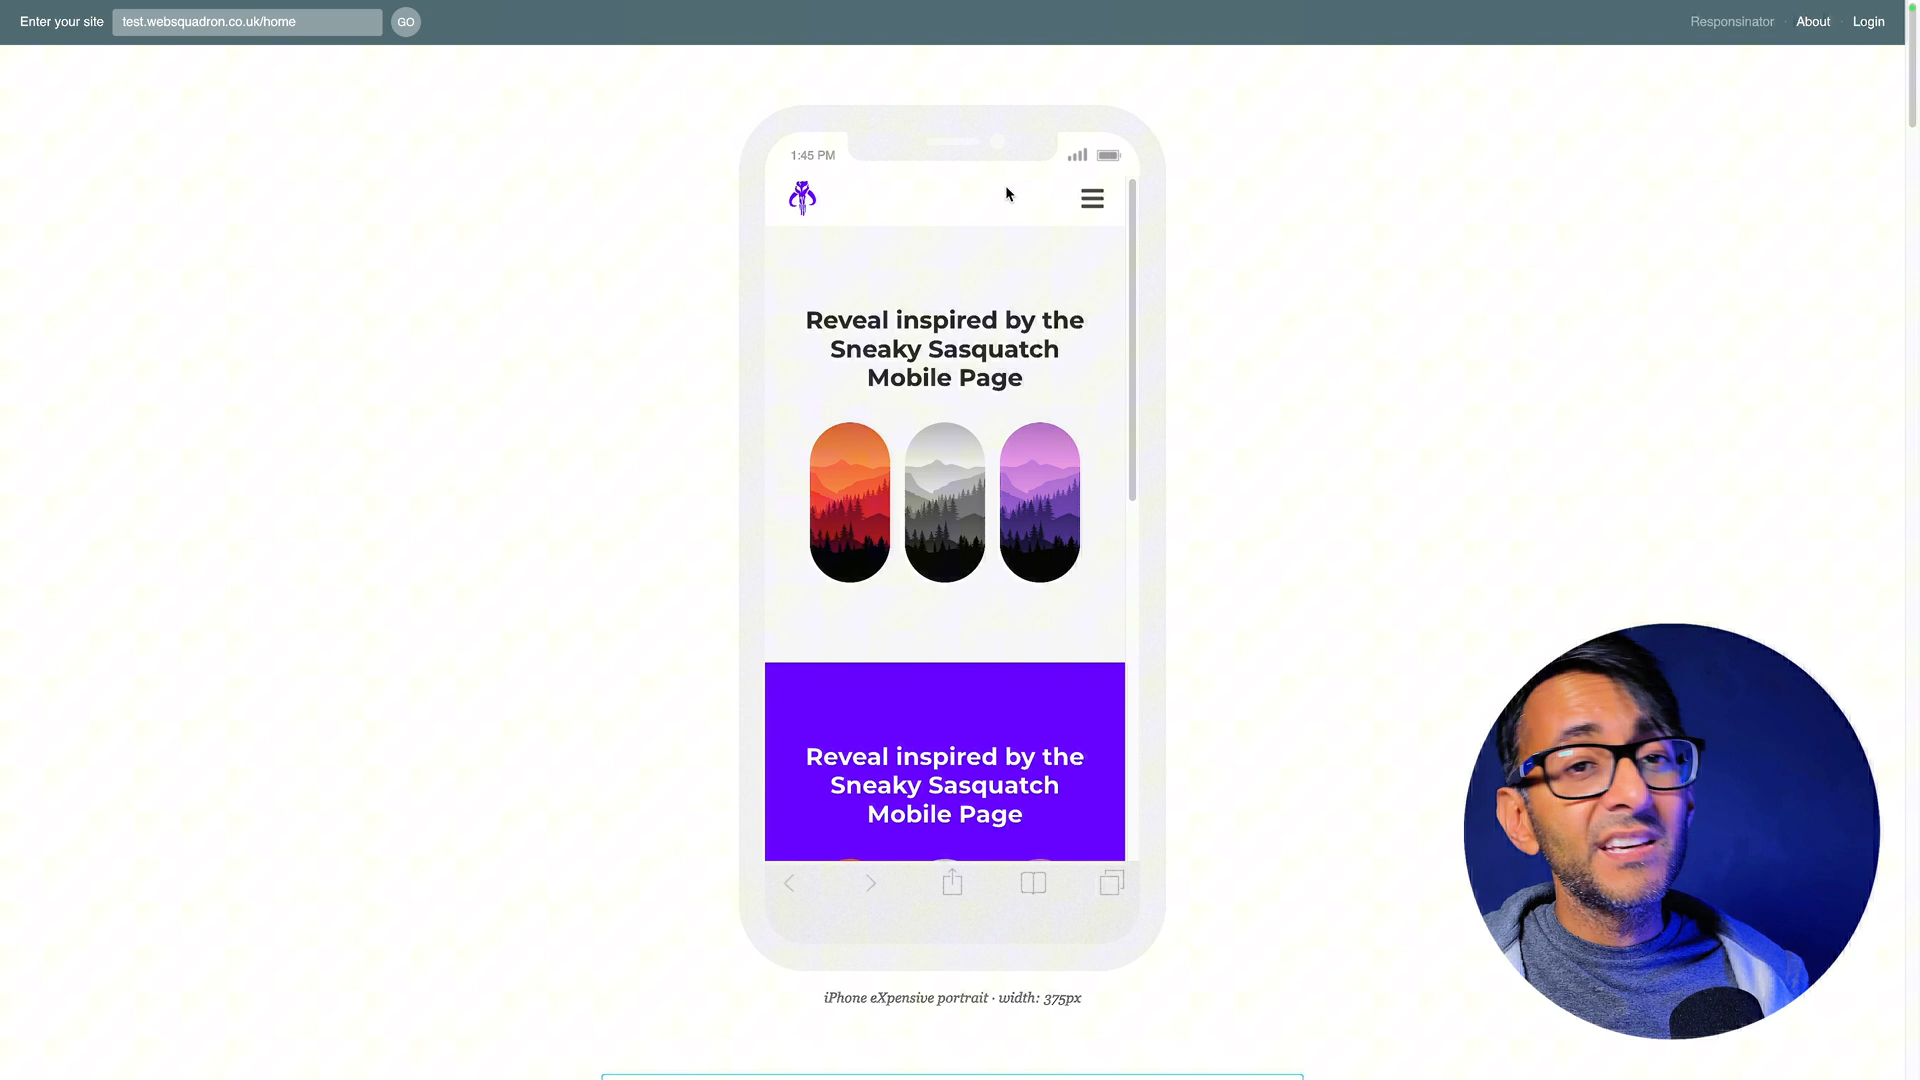 Enter your site
test.websquadron.co.uk/home
GO
Responsinator · About · Login
1:45 PM
Reveal inspired by the
Sneaky Sasquatch
Mobile Page
Reveal inspired by the
Sneaky Sasquatch
Mobile Page
iPhone eXpensive portrait · width: 375px